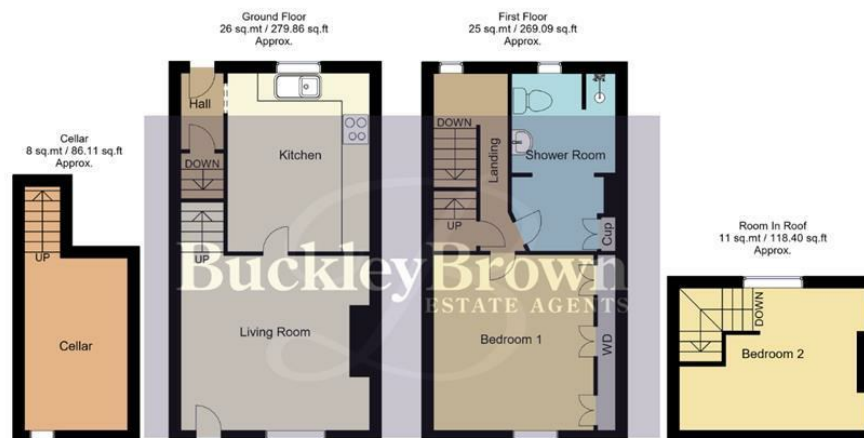 Ground Floor
26 sq.mt / 279.86 sq.ft
Approx.
First Floor
25 sq.mt / 269.09 sq.ft
Approx.
Cellar
8 sq.mt / 86.11 sq.ft
Approx.
Room In Roof
11 sq.mt / 118.40 sq.ft
Approx.
Hall
DOWN
Kitchen
UP
Living Room
DOWN
Landing
Shower Room
UP
Cup
Bedroom 1
WD
UP
Cellar
DOWN
Bedroom 2
BuckleyBrown
ESTATE AGENTS